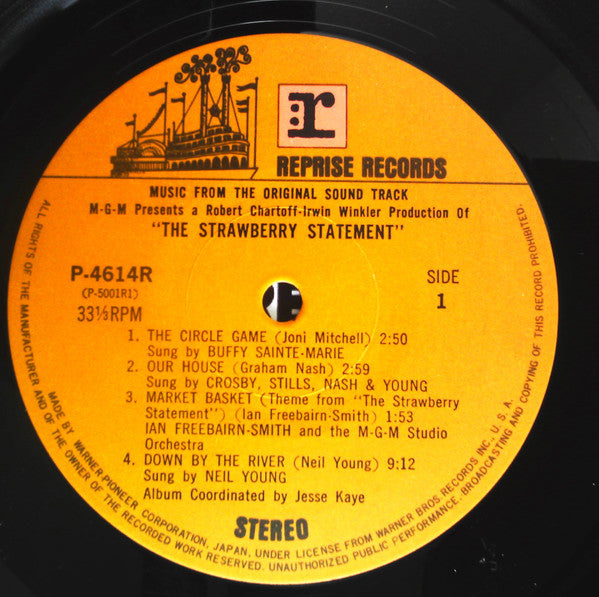 r
REPRISE RECORDS
MUSIC FROM THE ORIGINAL SOUND TRACK
M-G-M Presents a Robert Chartoff-Irwin Winkler Production Of
"THE STRAWBERRY STATEMENT"
P-4614R
(P-5001R1)
33⅓RPM
SIDE
1
1. THE CIRCLE GAME (Joni Mitchell) 2:50
Sung by BUFFY SAINTE-MARIE
2. OUR HOUSE (Graham Nash) 2:59
Sung by CROSBY, STILLS, NASH & YOUNG
3. MARKET BASKET (Theme from "The Strawberry
Statement") (Ian Freebairn-Smith) 1:53
IAN FREEBAIRN-SMITH and the M-G-M Studio
Orchestra
4. DOWN BY THE RIVER (Neil Young) 9:12
Sung by NEIL YOUNG
Album Coordinated by Jesse Kaye
STEREO
MADE BY WARNER-PIONEER CORPORATION, JAPAN, UNDER LICENSE FROM WARNER BROS. RECORDS INC., U.S.A.
ALL RIGHTS OF THE MANUFACTURER AND OF THE OWNER OF THE RECORDED WORK RESERVED. UNAUTHORIZED PUBLIC PERFORMANCE, BROADCASTING AND COPYING OF THIS RECORD PROHIBITED.